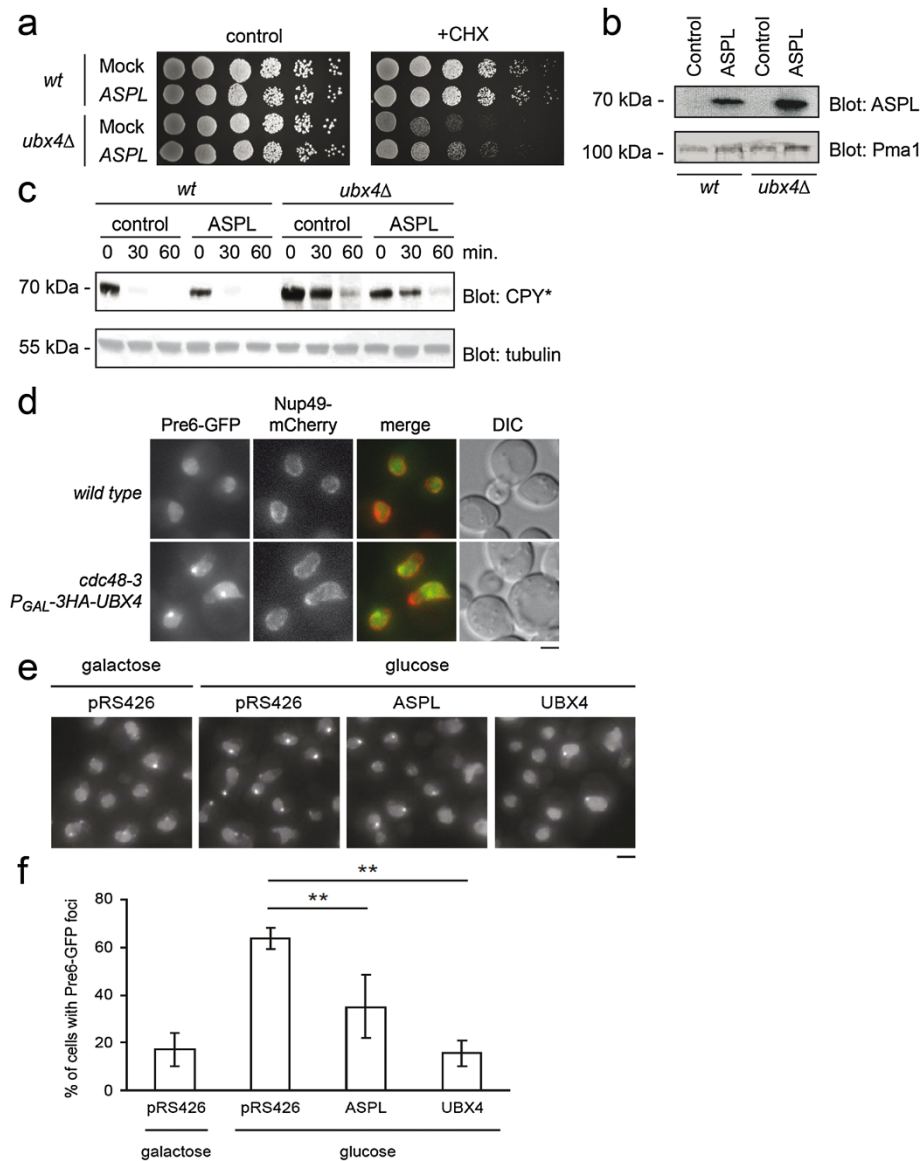 a
control
+CHX
wt
Mock
ASPL
ubx4Δ
Mock
ASPL
b
Control
ASPL
Control
ASPL
70 kDa -
Blot: ASPL
100 kDa -
Blot: Pma1
wt
ubx4Δ
c
wt
ubx4Δ
control
ASPL
control
ASPL
0 30 60 0 30 60 0 30 60 0 30 60 min.
70 kDa -
Blot: CPY*
55 kDa -
Blot: tubulin
d
Pre6-GFP
Nup49-
mCherry
merge
DIC
wild type
cdc48-3
PGAL-3HA-UBX4
e
galactose
glucose
pRS426
pRS426
ASPL
UBX4
f
% of cells with Pre6-GFP foci
80
60
40
20
0
**
**
pRS426
pRS426
ASPL
UBX4
galactose
glucose